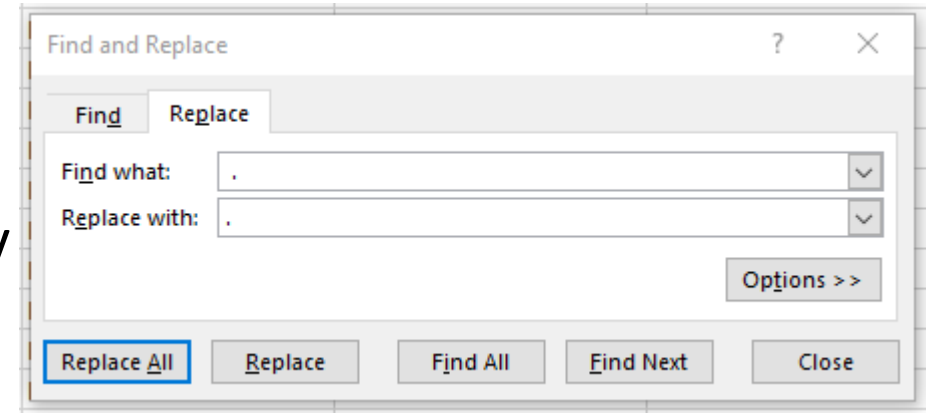 Find and Replace ?
Find Replace
Find what:  .
Replace with: .
y
Options >>
Replace All Replace Find All Find Next Close